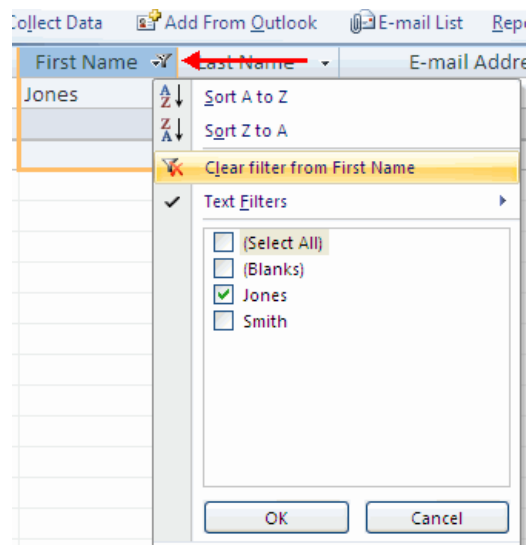 Collect Data Add From Outlook E-mail List Repo
First Name Last Name E-mail Addre
Jones
Sort A to Z
Sort Z to A
Clear filter from First Name
Text Filters
(Select All)
(Blanks)
Jones
Smith
OK Cancel